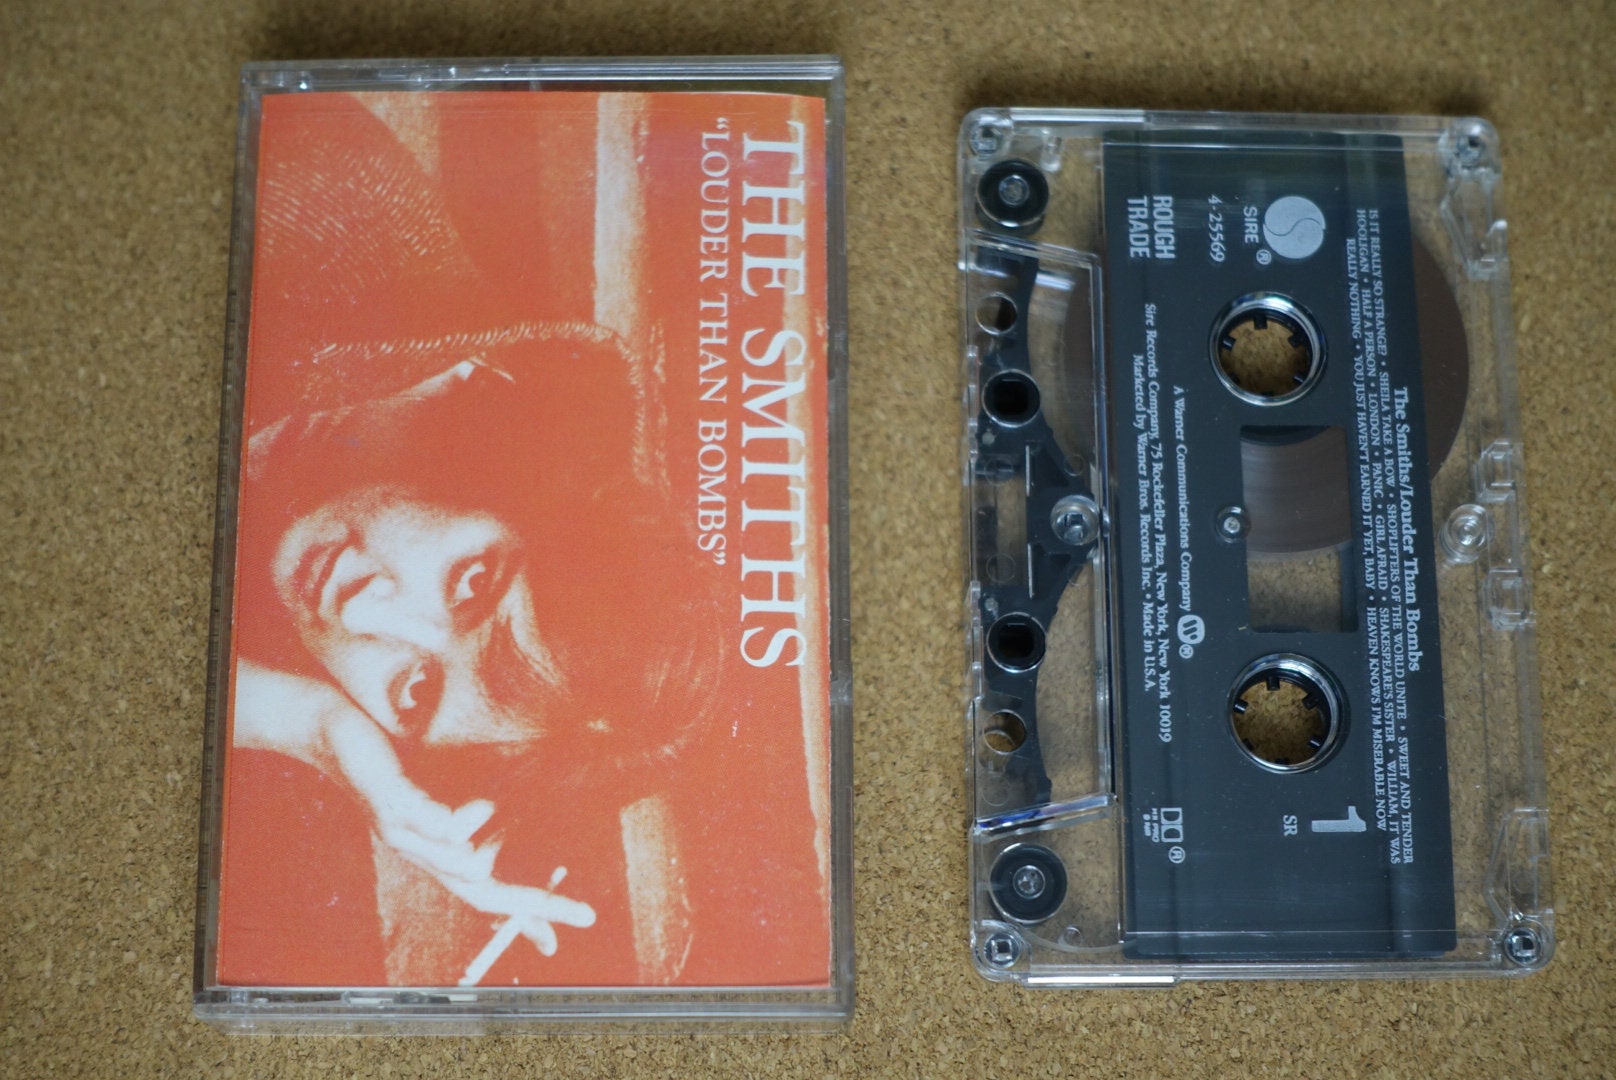 THE SMITHS
“LOUDER THAN BOMBS”
The Smiths/Louder Than Bombs
IS IT REALLY SO STRANGE? • SHEILA TAKE A BOW • SHOPLIFTERS OF THE WORLD UNITE • SWEET AND TENDER
HOOLIGAN • HALF A PERSON • LONDON • PANIC • GIRL AFRAID • SHAKESPEARE'S SISTER • WILLIAM, IT WAS
REALLY NOTHING • YOU JUST HAVEN'T EARNED IT YET, BABY • HEAVEN KNOWS I'M MISERABLE NOW
SIRE ®
4-25569
1
SR
ROUGH
TRADE
A Warner Communications Company ®
Sire Records Company, 75 Rockefeller Plaza, New York, New York 10019
Marketed by Warner Bros. Records Inc. • Made in U.S.A.
®
HX PRO